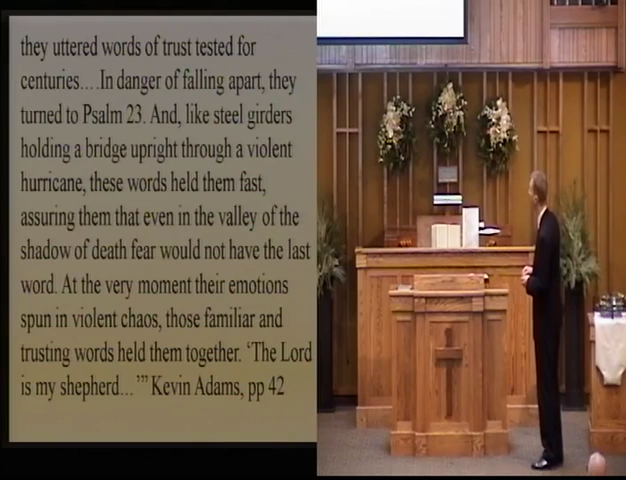 they uttered words of trust tested for
centuries....In danger of falling apart, they
turned to Psalm 23. And, like steel girders
holding a bridge upright through a violent
hurricane, these words held them fast,
assuring them that even in the valley of the
shadow of death fear would not have the last
word. At the very moment their emotions
spun in violent chaos, those familiar and
trusting words held them together. ‘The Lord
is my shepherd…’” Kevin Adams, pp 42